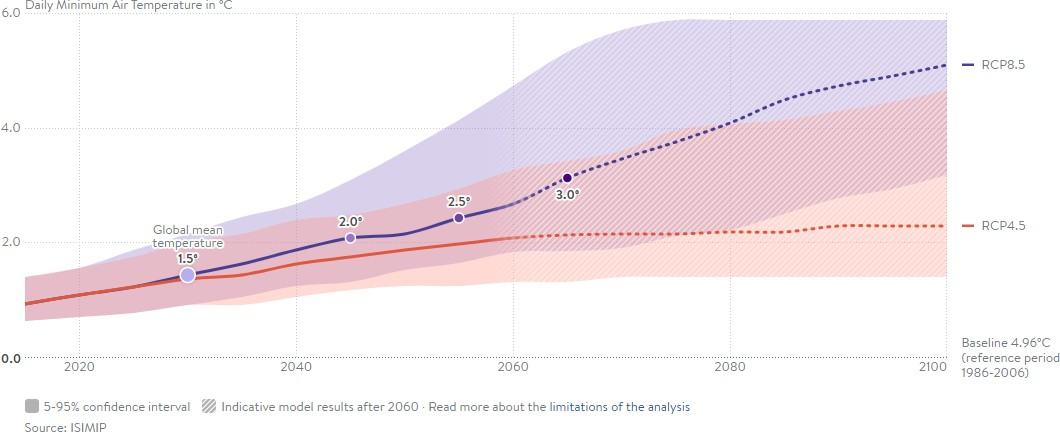 Daily Minimum Air Temperature in °C
6.0
RCP8.5
4.0
3.0°
2.5°
2.0°
Global mean
temperature
1.5°
RCP4.5
2.0
Baseline 4.96°C
(reference period
1986-2006)
0.0
2020 2040 2060 2080 2100
5-95% confidence interval Indicative model results after 2060 · Read more about the limitations of the analysis
Source: ISIMIP